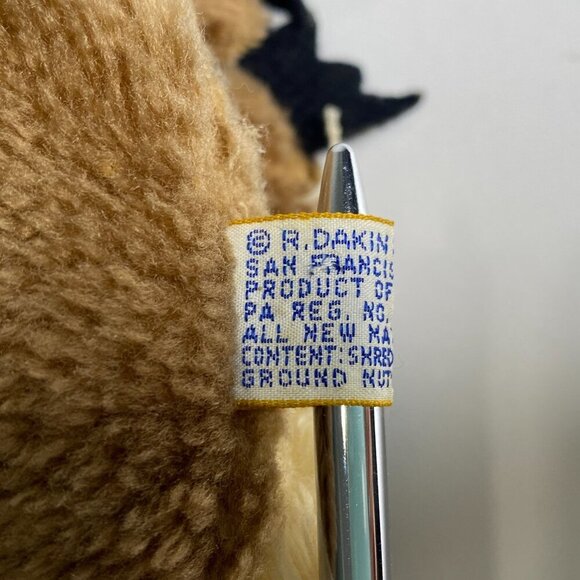 ® R. DAKIN
SAN FRANCIS
PRODUCT OF
PA REG. NO.
ALL NEW MA
CONTENT: SHRED
GROUND NUT